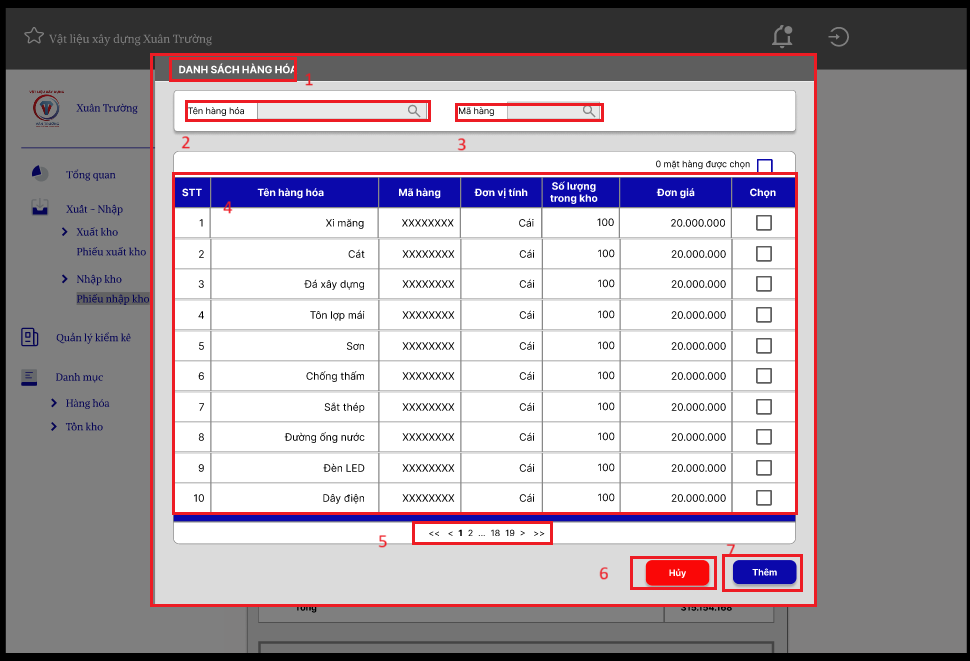 Vật liệu xây dựng Xuân Trường
DANH SÁCH HÀNG HÓA
1
Xuân Trường
Tên hàng hóa
Mã hàng
2
3
0 mặt hàng được chọn
Tổng quan
Xuất - Nhập
Xuất kho
Phiếu xuất kho
Nhập kho
Phiếu nhập kho
Quản lý kiểm kê
Danh mục
Hàng hóa
Tồn kho
STT Tên hàng hóa Mã hàng Đơn vị tính Số lượng trong kho Đơn giá Chọn
4
1 Xi măng XXXXXXXX Cái 100 20.000.000
2 Cát XXXXXXXX Cái 100 20.000.000
3 Đá xây dựng XXXXXXXX Cái 100 20.000.000
4 Tôn lợp mái XXXXXXXX Cái 100 20.000.000
5 Sơn XXXXXXXX Cái 100 20.000.000
6 Chống thấm XXXXXXXX Cái 100 20.000.000
7 Sắt thép XXXXXXXX Cái 100 20.000.000
8 Đường ống nước XXXXXXXX Cái 100 20.000.000
9 Đèn LED XXXXXXXX Cái 100 20.000.000
10 Dây điện XXXXXXXX Cái 100 20.000.000
5
<< < 1 2 ... 18 19 > >>
6
Hủy
7
Thêm